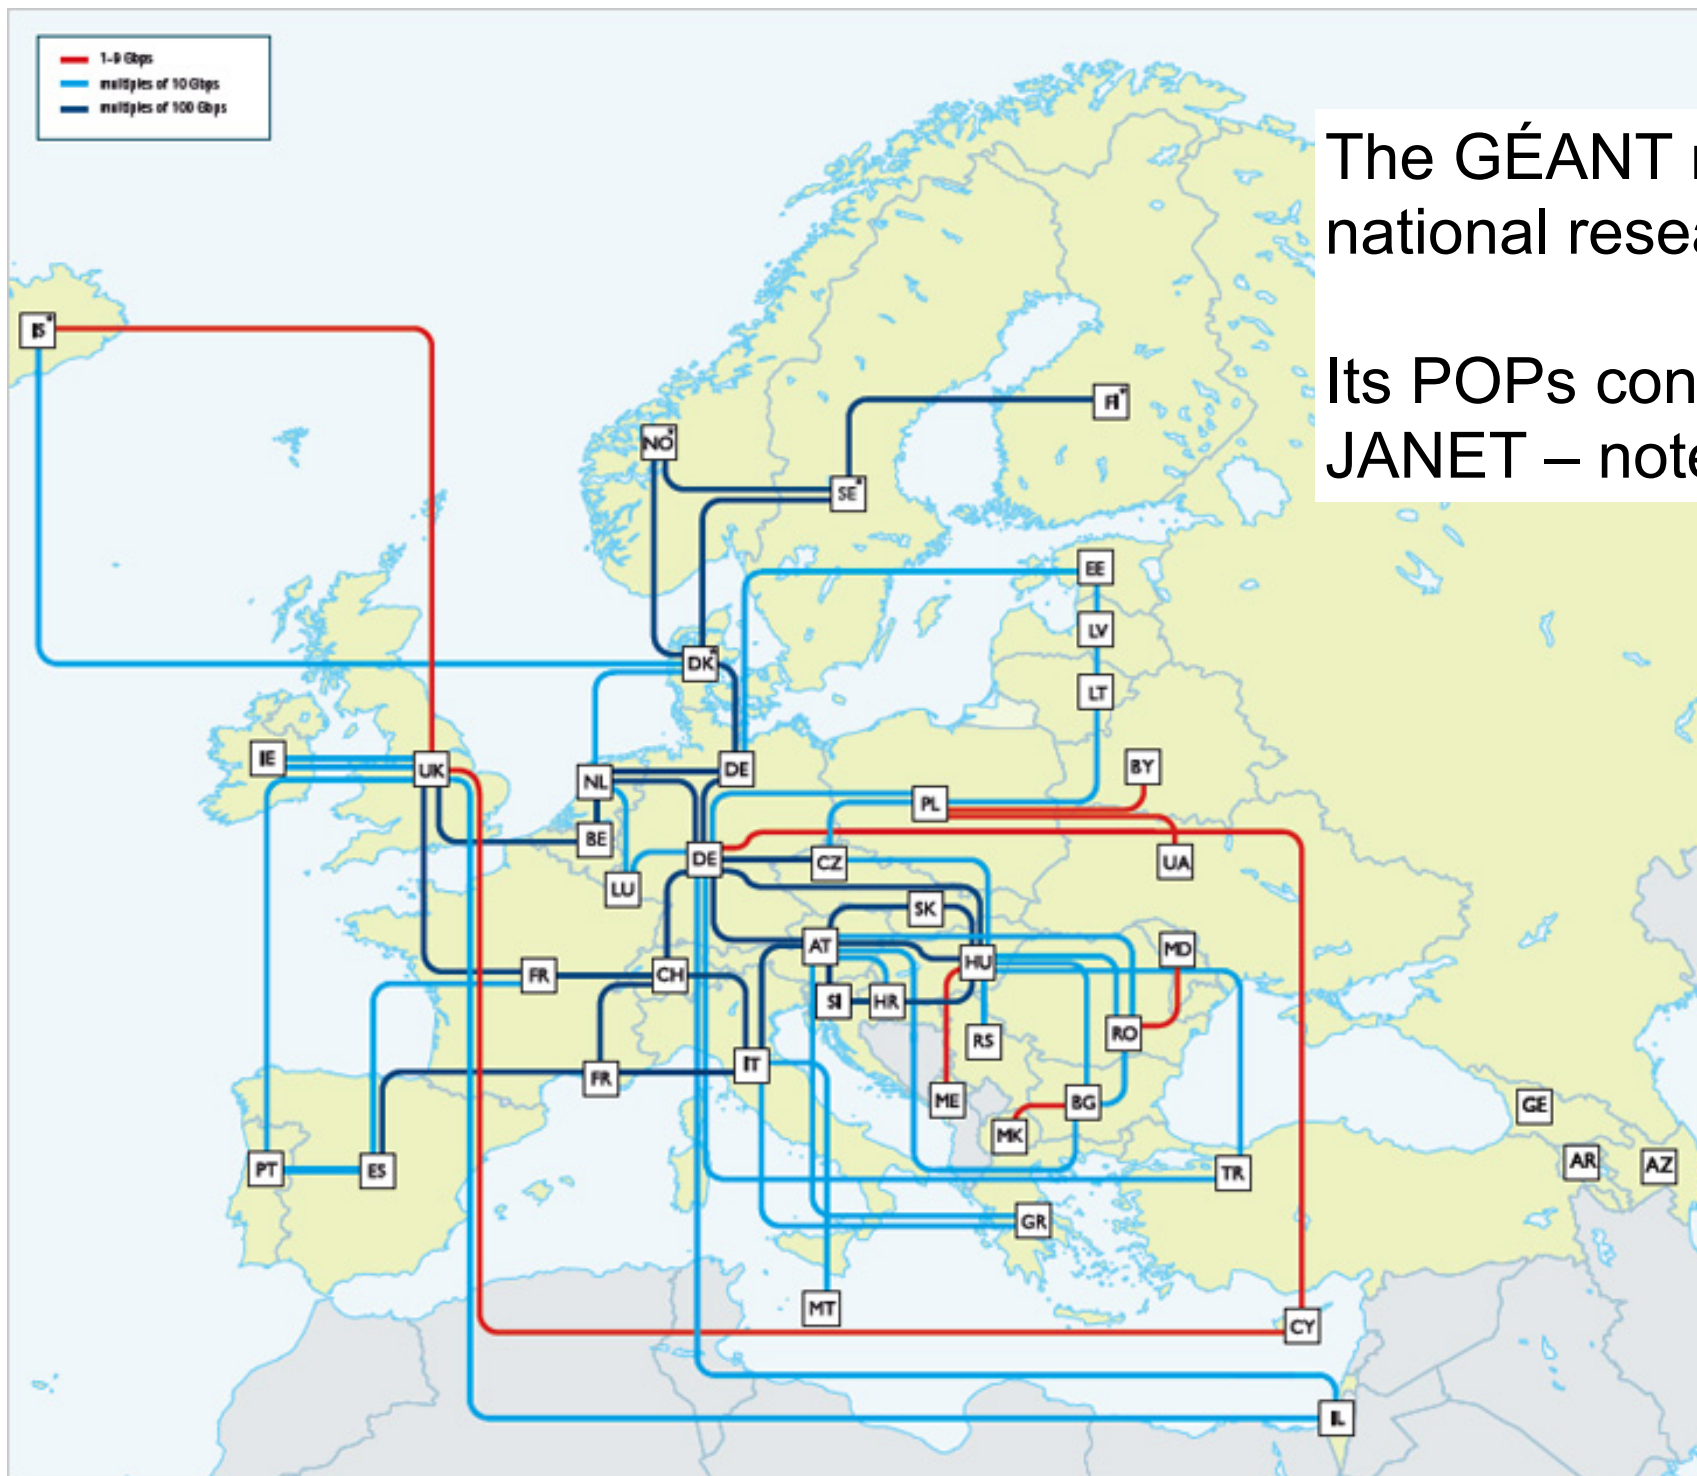 1-9 Gbps
multiples of 10 Gbps
multiples of 100 Gbps
The GÉANT
national resea
Its POPs con
JANET – note
IS*
FI*
NO*
SE*
EE
LV
DK*
LT
IE
UK
NL
DE
BY
PL
BE
DE
CZ
UA
LU
SK
AT
MD
HU
FR
CH
SI
HR
RO
RS
IT
FR
ME
BG
GE
MK
PT
ES
TR
AR
AZ
GR
MT
CY
IL